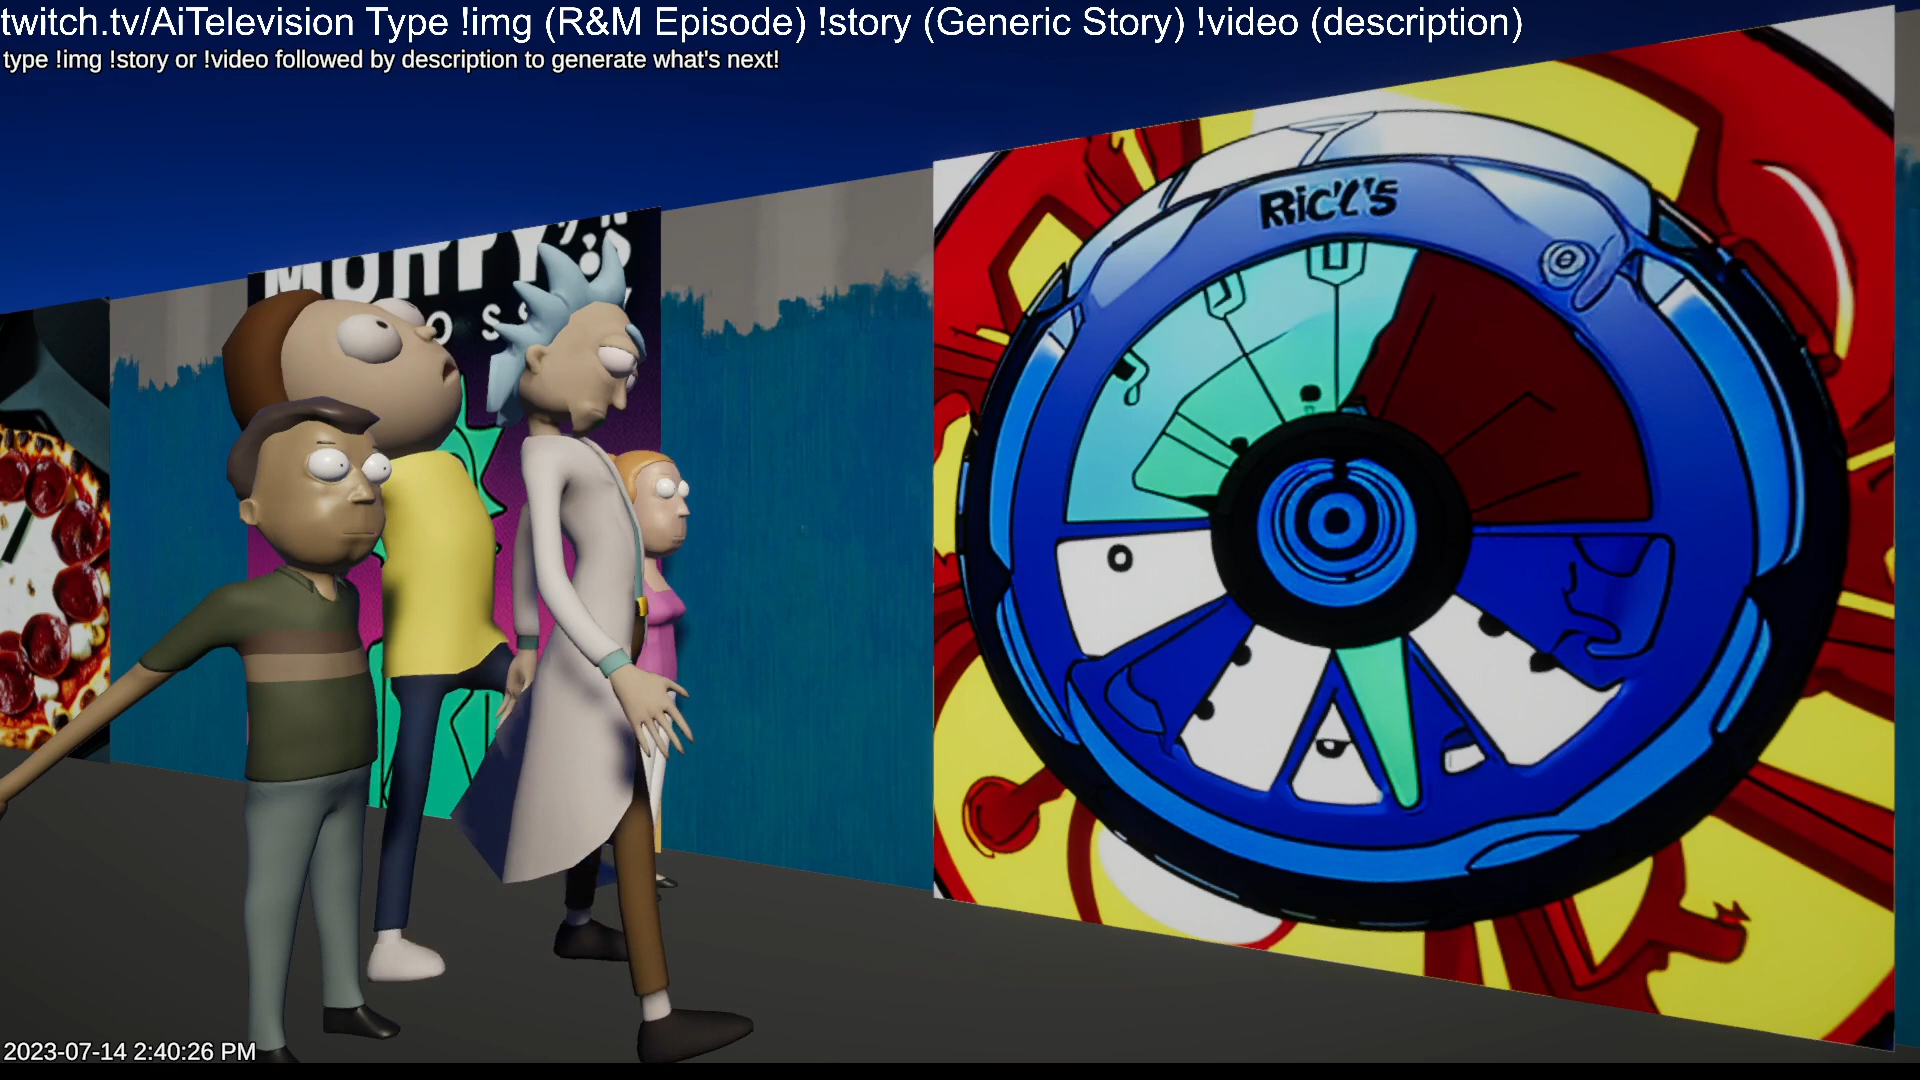 twitch.tv/AiTelevision Type !img (R&M Episode) !story (Generic Story) !video (description)
type !img !story or !video followed by description to generate what's next!
2023-07-14 2:40:26 PM